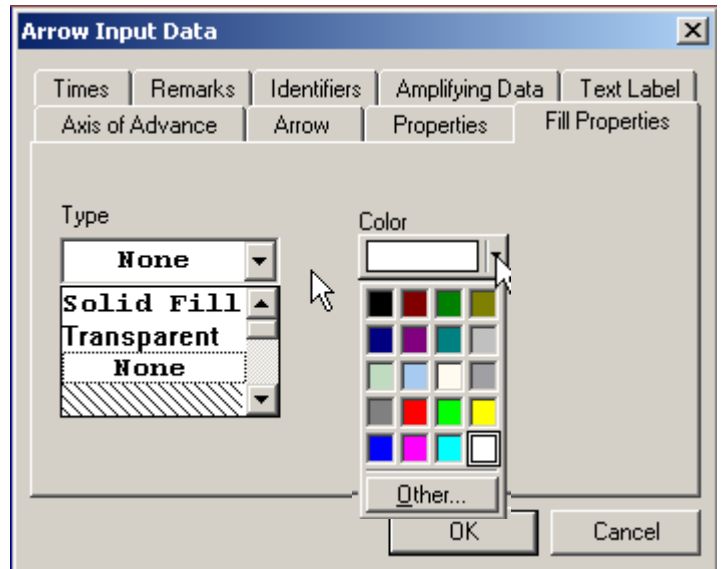 Arrow Input Data
Times Remarks Identifiers Amplifying Data Text Label
Axis of Advance Arrow Properties Fill Properties
Type
Color
None
Solid Fill
Transparent
None
Other...
OK Cancel